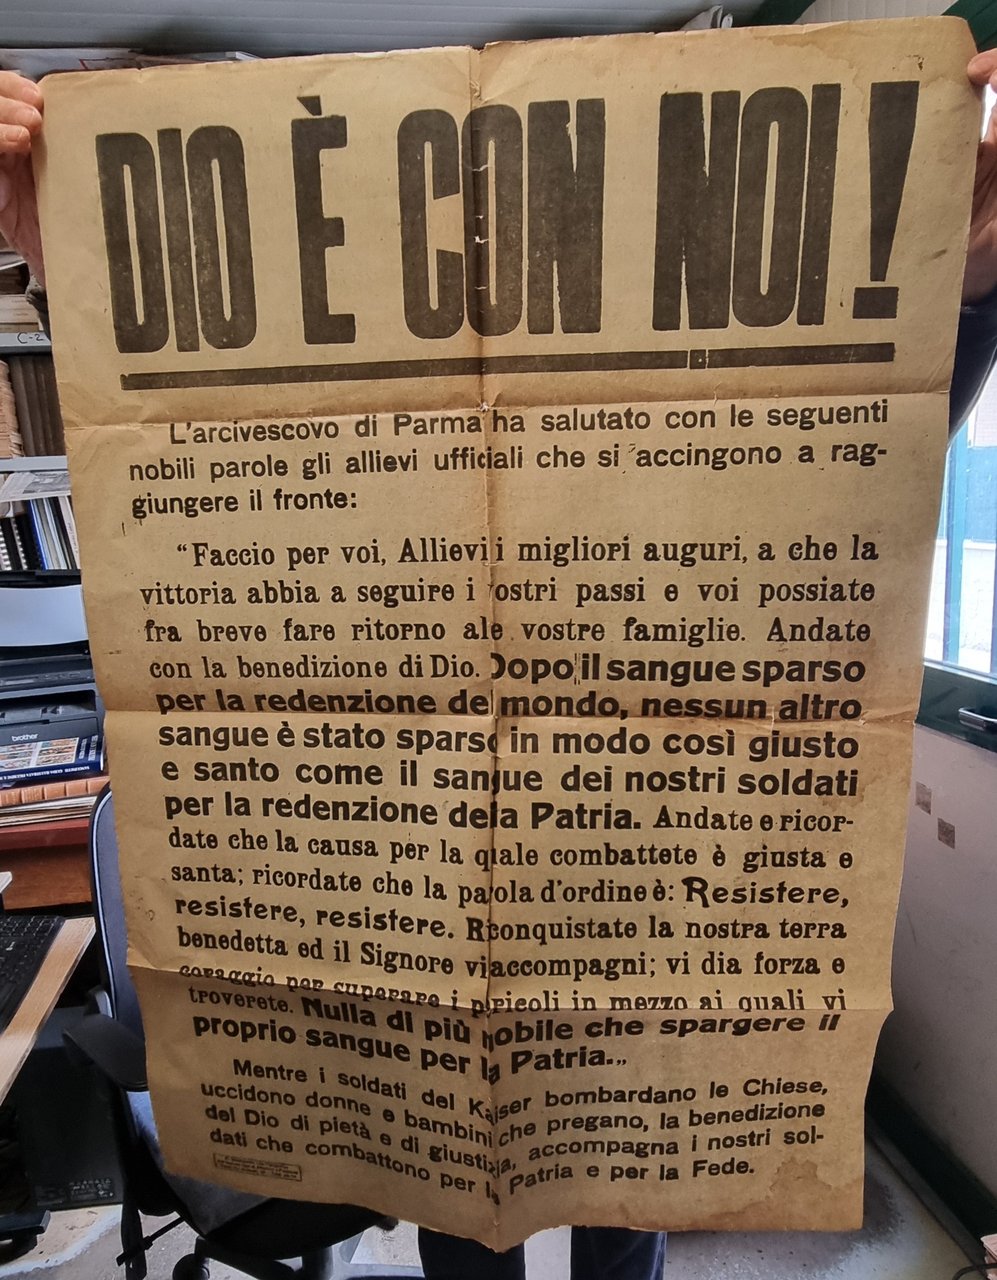 DIO È CON NOI!
L'arcivescovo di Parma ha salutato con le seguenti
nobili parole gli allievi ufficiali che si accingono a rag-
giungere il fronte:
“Faccio per voi, Allievi i migliori auguri, a che la
vittoria abbia a seguire i vostri passi e voi possiate
fra breve fare ritorno alle vostre famiglie. Andate
con la benedizione di Dio. Dopo il sangue sparso
per la redenzione del mondo, nessun altro
sangue è stato sparso in modo così giusto
e santo come il sangue dei nostri soldati
per la redenzione della Patria. Andate e ricor-
date che la causa per la quale combattete è giusta e
santa; ricordate che la parola d'ordine è: Resistere,
resistere, resistere. Riconquistate la nostra terra
benedetta ed il Signore vi accompagni; vi dia forza e
coraggio per superare i pericoli in mezzo ai quali vi
troverete. Nulla di più nobile che spargere il
proprio sangue per la Patria.„
Mentre i soldati del Kaiser bombardano le Chiese,
uccidono donne e bambini che pregano, la benedizione
del Dio di pietà e di giustizia, accompagna i nostri sol-
dati che combattono per la Patria e per la Fede.
C-2
brother